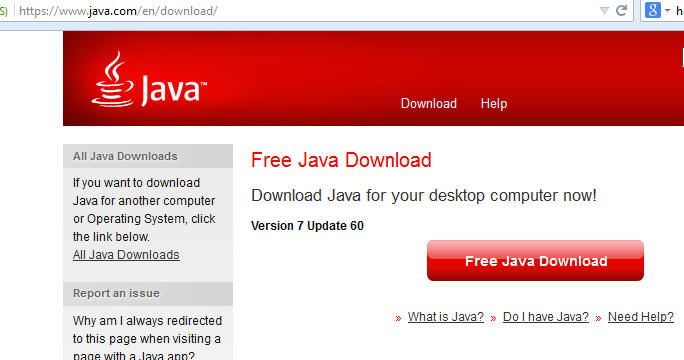 S) https://www.java.com/en/download/
Java™
Download Help
All Java Downloads
If you want to download
Java for another computer
or Operating System, click
the link below.
All Java Downloads
Report an issue
Why am I always redirected
to this page when visiting a
page with a Java app?
Free Java Download
Download Java for your desktop computer now!
Version 7 Update 60
Free Java Download
» What is Java? » Do I have Java? » Need Help?